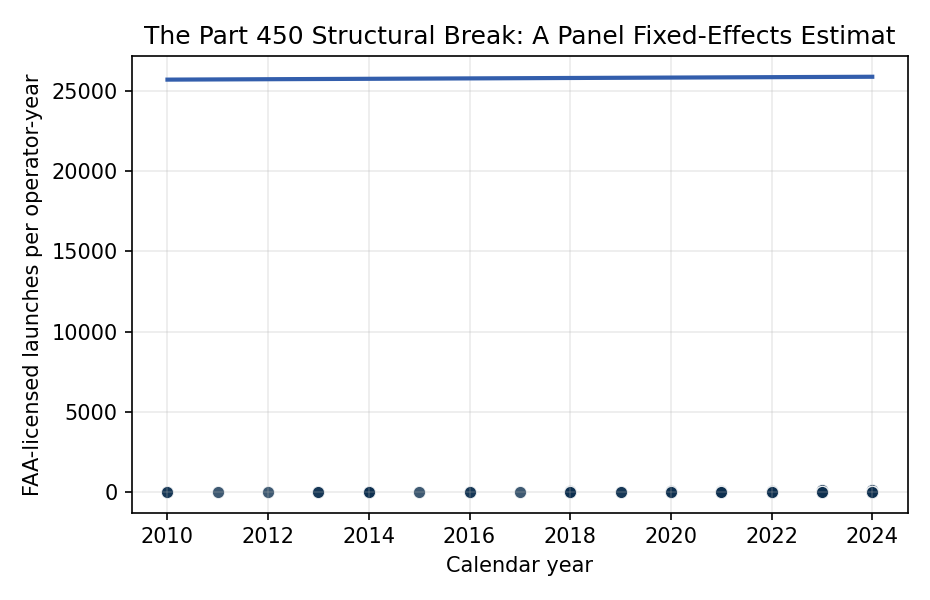 The Part 450 Structural Break: A Panel Fixed-Effects Estimat
FAA-licensed launches per operator-year
25000
20000
15000
10000
5000
0
2010 2012 2014 2016 2018 2020 2022 2024
Calendar year